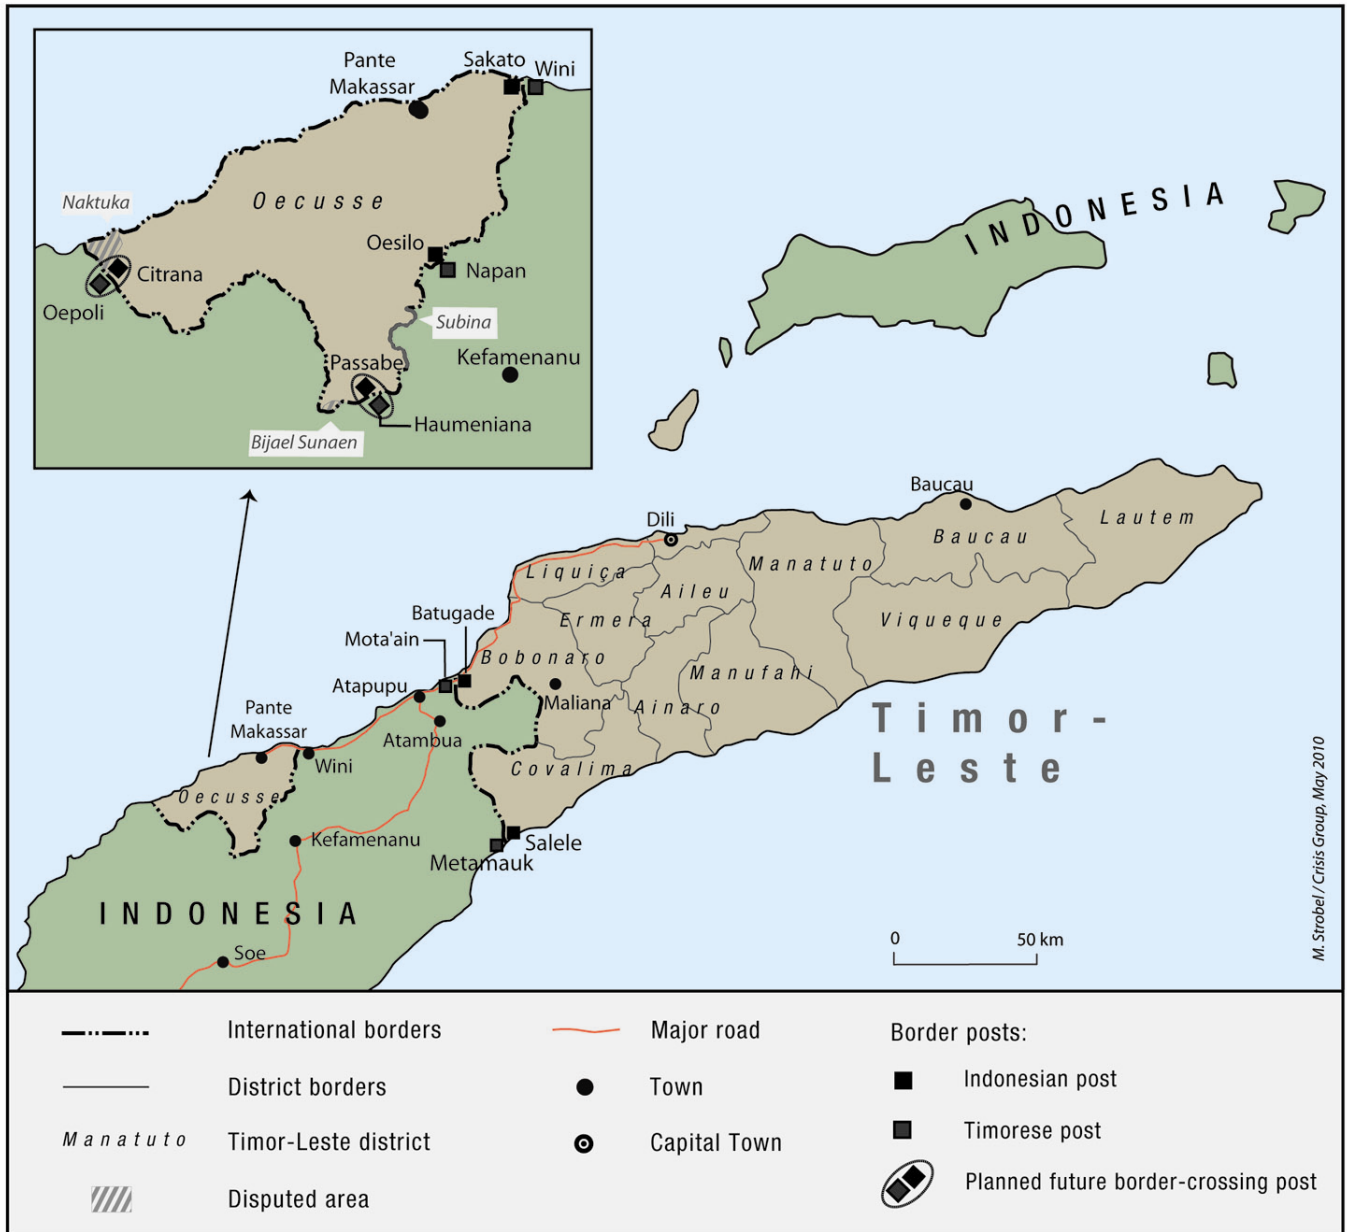 Pante
Makassar
Sakato
Wini
Oecusse
Naktuka
Oesilo
Napan
Citrana
Oepoli
Subina
Passabe
Kefamenanu
Haumeniana
Bijael Sunaen
INDONESIA
Baucau
Dili
Lautem
Baucau
Manatuto
Liquiça
Aileu
Viqueque
Ermera
Batugade
Mota'ain
Bobonaro
Manufahi
Atapupu
Maliana
Ainaro
Pante
Makassar
Atambua
Timor-
Leste
Wini
Covalima
Oecusse
Kefamenanu
Salele
Metamauk
INDONESIA
Soe
0 50 km
M. Strobel / Crisis Group, May 2010
International borders
District borders
Manatuto Timor-Leste district
Disputed area
Major road
Town
Capital Town
Border posts:
Indonesian post
Timorese post
Planned future border-crossing post